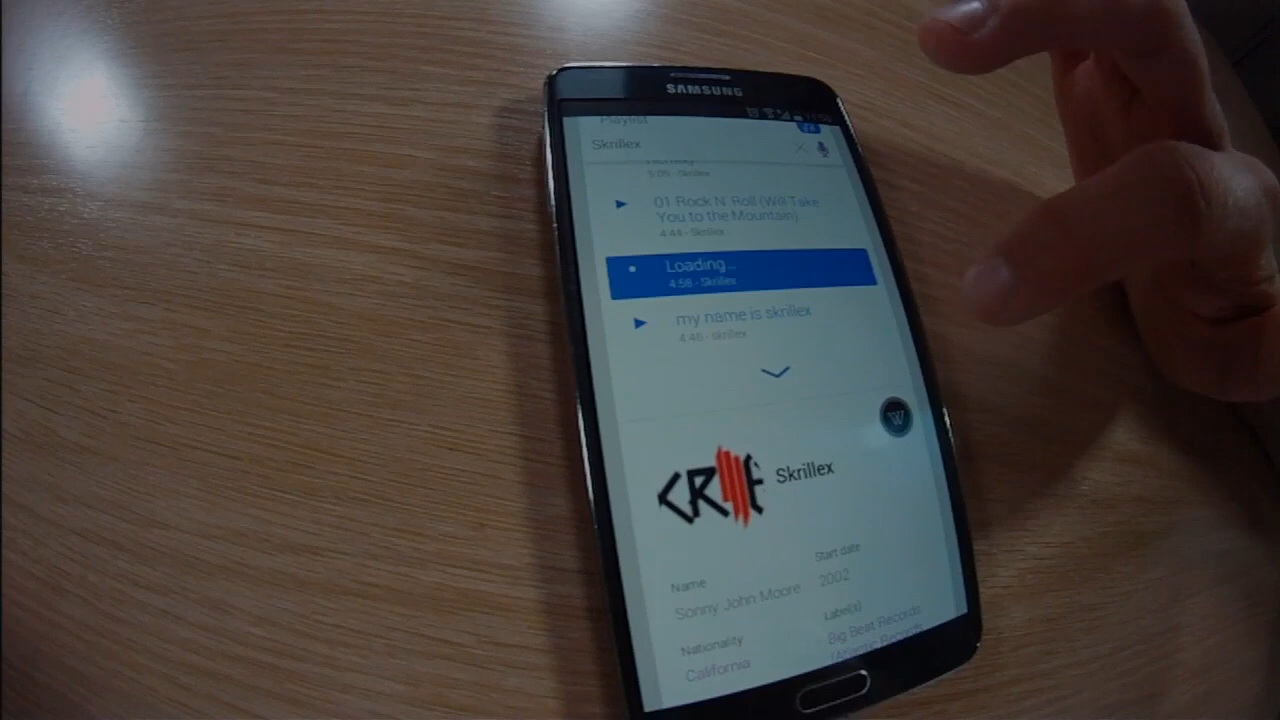 SAMSUNG
Playlist
Skrillex
5:05 - Skrillex
01 Rock N' Roll (Will Take
You to the Mountain)
4:44 - Skrillex
Loading...
4:58 - Skrillex
my name is skrillex
4:46 - skrillex
W
Skrillex
Name
Sonny John Moore
Start date
2002
Nationality
California
Label(s)
Big Beat Records
(Atlantic Records